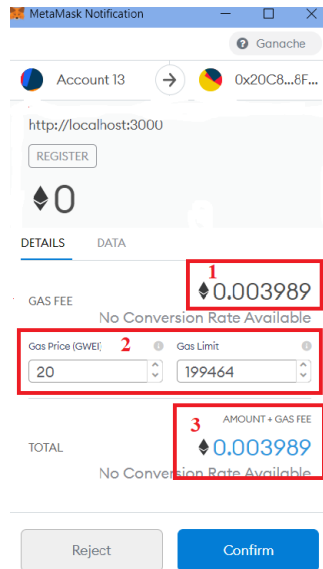 MetaMask Notification
Ganache
Account 13
0x20C8...8F...
http://localhost:3000
REGISTER
0
DETAILS DATA
1
GAS FEE
0.003989
No Conversion Rate Available
Gas Price (GWEI) 2 Gas Limit
20 199464
AMOUNT + GAS FEE
3
TOTAL
0.003989
No Conversion Rate Available
Reject Confirm